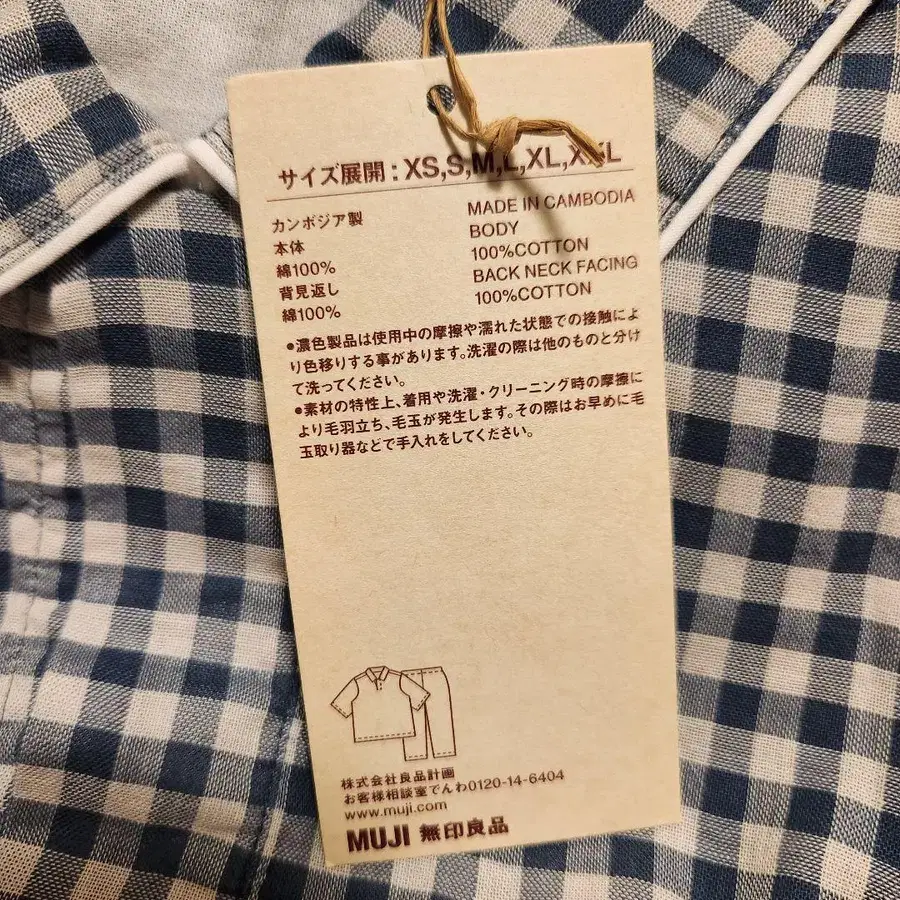 サイズ展開:XS,S,M,L,XL,XXL
カンボジア製 MADE IN CAMBODIA
本体 BODY
綿100% 100%COTTON
背見返し BACK NECK FACING
綿100% 100%COTTON
●濃色製品は使用中の摩擦や濡れた状態での接触によ
り色移りする事があります。洗濯の際は他のものと分け
て洗ってください。
●素材の特性上、着用や洗濯・クリーニング時の摩擦に
より毛羽立ち、毛玉が発生します。その際はお早めに毛
玉取り器などで手入れをしてください。
株式会社良品計画
お客様相談室でんわ0120-14-6404
www.muji.com
MUJI 無印良品